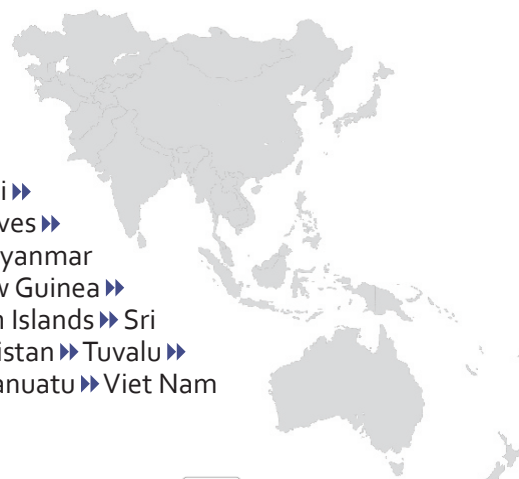 i ▸▸
ves ▸▸
yanmar
w Guinea ▸▸
n Islands ▸▸ Sri
istan ▸▸ Tuvalu ▸▸
anuatu ▸▸ Viet Nam